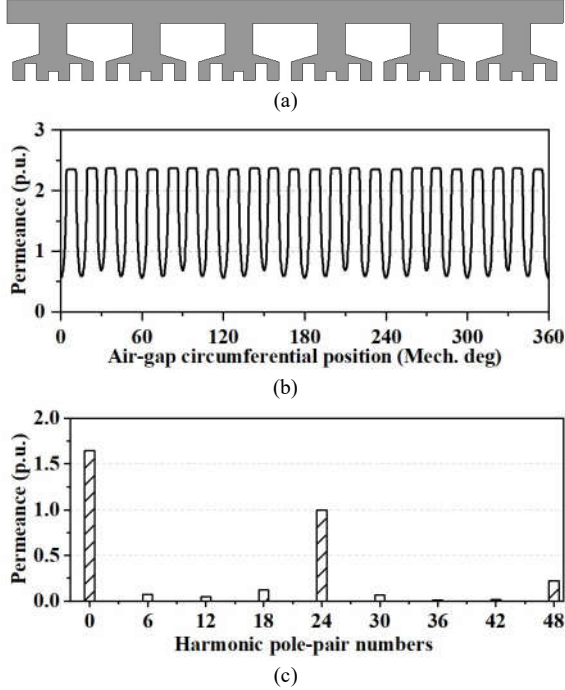 (a)
3
2
1
0
Permeance (p.u.)
0 60 120 180 240 300 360
Air-gap circumferential position (Mech. deg)
(b)
2.0
1.5
1.0
0.5
0.0
Permeance (p.u.)
0 6 12 18 24 30 36 42 48
Harmonic pole-pair numbers
(c)